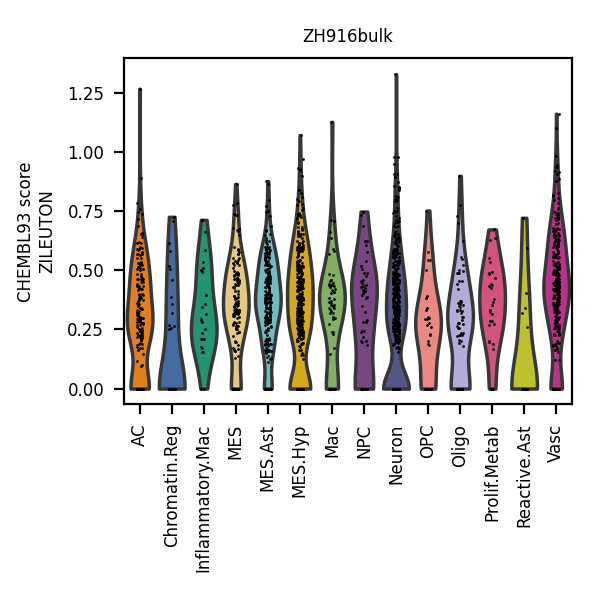 ZH916bulk
CHEMBL93 score
ZILEUTON
1.25
1.00
0.75
0.50
0.25
0.00
AC
Chromatin.Reg
Inflammatory.Mac
MES
MES.Ast
MES.Hyp
Mac
NPC
Neuron
OPC
Oligo
Prolif.Metab
Reactive.Ast
Vasc